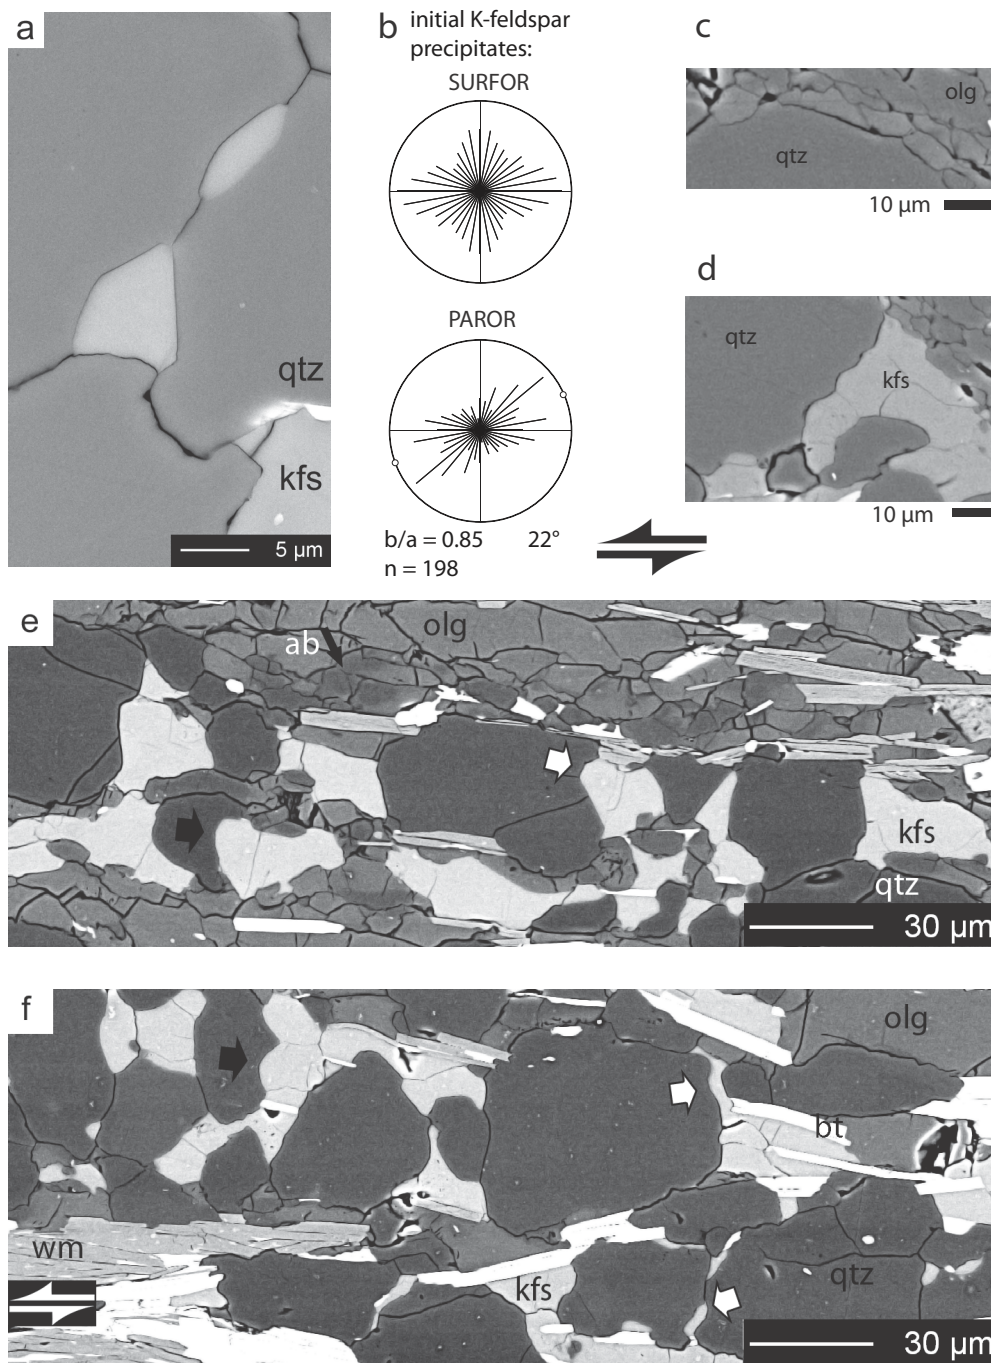 a
qtz
kfs
5 µm
b
initial K-feldspar
precipitates:
SURFOR
PAROR
b/a = 0.85 22°
n = 198
c
olg
qtz
10 µm
d
qtz
kfs
10 µm
e
olg
ab
kfs
qtz
30 µm
f
olg
bt
wm
kfs
qtz
30 µm